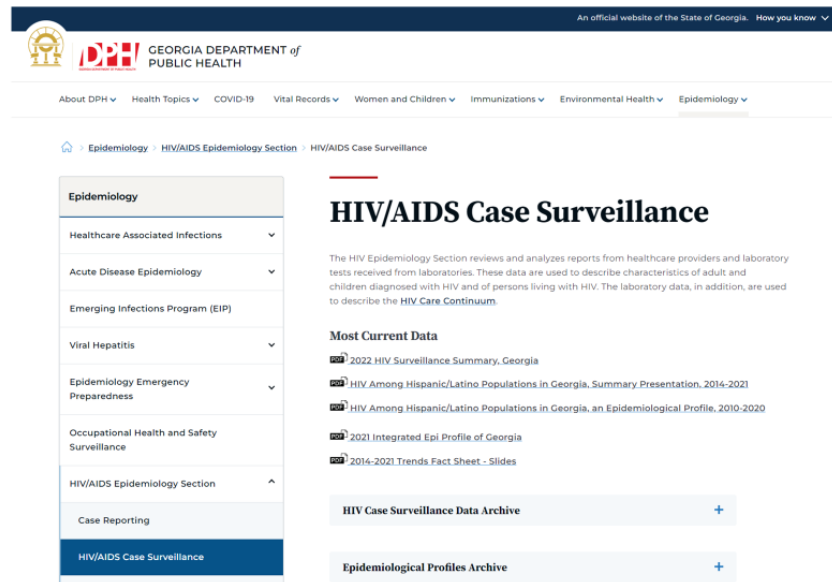 An official website of the State of Georgia. How you know
DPH
GEORGIA DEPARTMENT of
PUBLIC HEALTH
About DPH Health Topics COVID-19 Vital Records Women and Children Immunizations Environmental Health Epidemiology
Epidemiology HIV/AIDS Epidemiology Section HIV/AIDS Case Surveillance
Epidemiology
Healthcare Associated Infections
Acute Disease Epidemiology
Emerging Infections Program (EIP)
Viral Hepatitis
Epidemiology Emergency
Preparedness
Occupational Health and Safety
Surveillance
HIV/AIDS Epidemiology Section
Case Reporting
HIV/AIDS Case Surveillance
HIV/AIDS Case Surveillance
The HIV Epidemiology Section reviews and analyzes reports from healthcare providers and laboratory
tests received from laboratories. These data are used to describe characteristics of adult and
children diagnosed with HIV and of persons living with HIV. The laboratory data, in addition, are used
to describe the HIV Care Continuum.
Most Current Data
PDF 2022 HIV Surveillance Summary, Georgia
PDF HIV Among Hispanic/Latino Populations in Georgia, Summary Presentation, 2014-2021
PDF HIV Among Hispanic/Latino Populations in Georgia, an Epidemiological Profile, 2010-2020
PDF 2021 Integrated Epi Profile of Georgia
PDF 2014-2021 Trends Fact Sheet - Slides
HIV Case Surveillance Data Archive +
Epidemiological Profiles Archive +